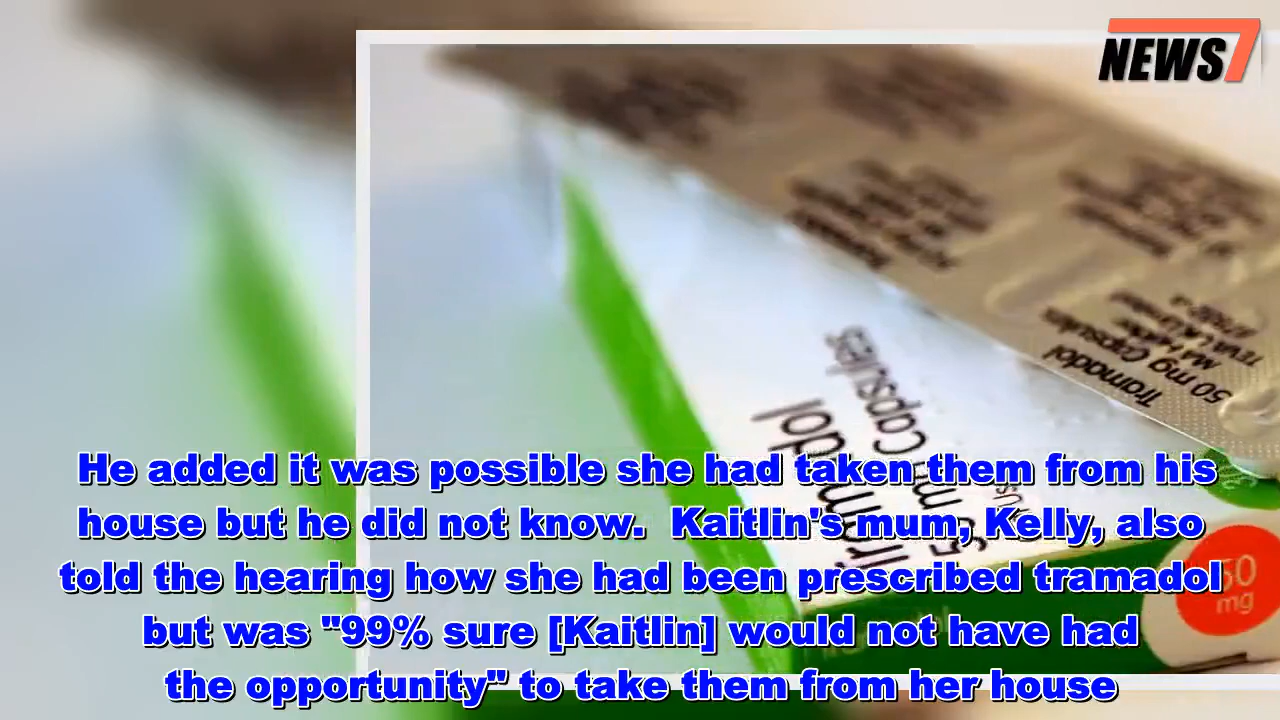 NEWS7
Tramadol
50 mg Capsules
Tramadol
50 mg Capsules
50
mg
He added it was possible she had taken them from his
house but he did not know.  Kaitlin's mum, Kelly, also
told the hearing how she had been prescribed tramadol
but was "99% sure [Kaitlin] would not have had
the opportunity" to take them from her house